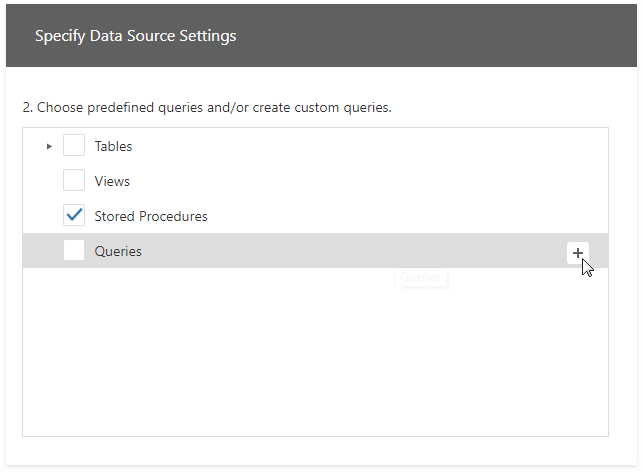 Specify Data Source Settings
2. Choose predefined queries and/or create custom queries.
Tables
Views
Stored Procedures
Queries
Queries